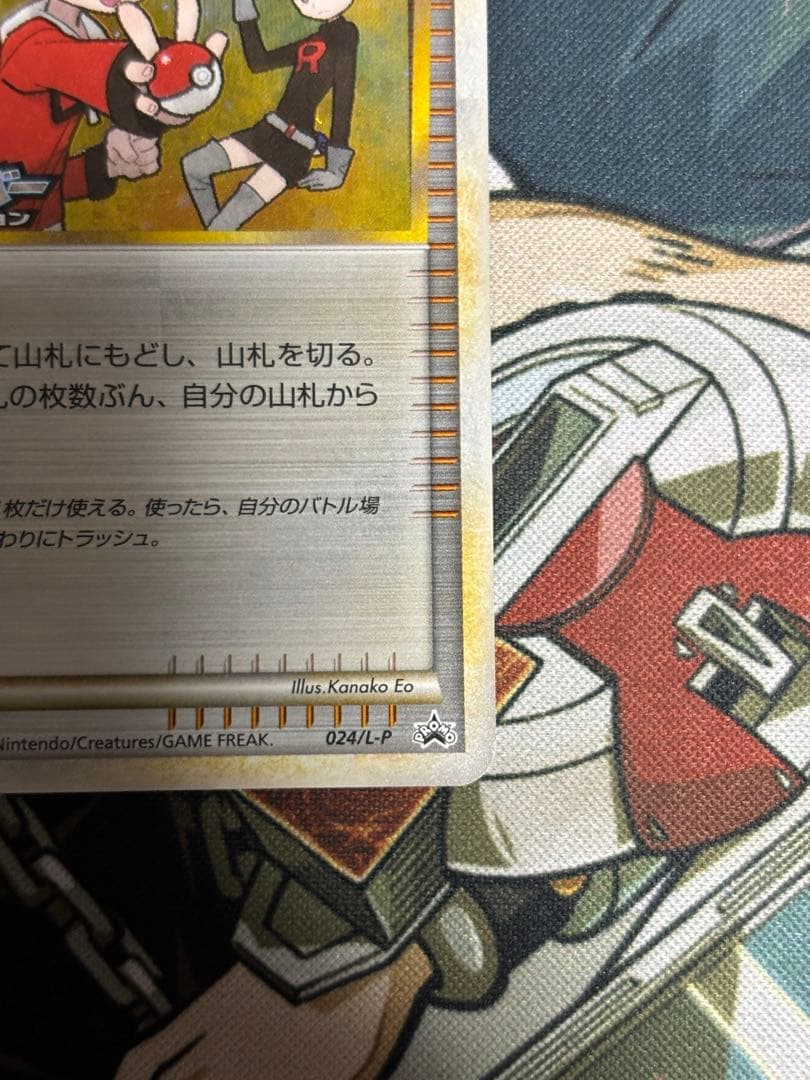 R
ョン
て山札にもどし、山札を切る。
の枚数ぶん、自分の山札から
枚だけ使える。使ったら、自分のバトル場
わりにトラッシュ。
Illus.Kanako Eo
Nintendo/Creatures/GAME FREAK.
024/L-P
PROMO